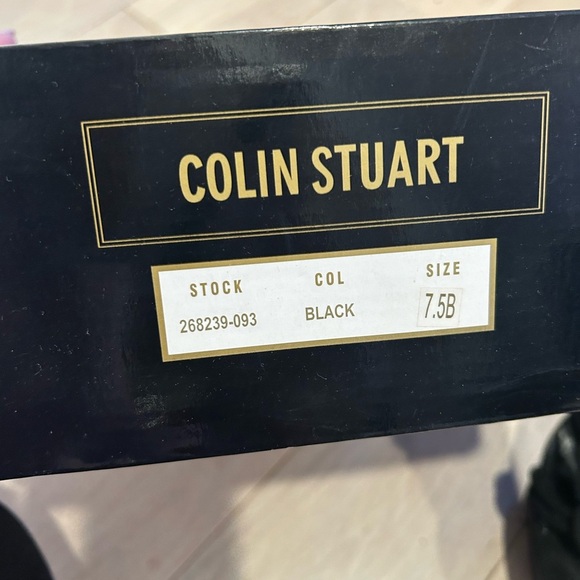 COLIN STUART
STOCK COL SIZE
268239-093 BLACK 7.5B